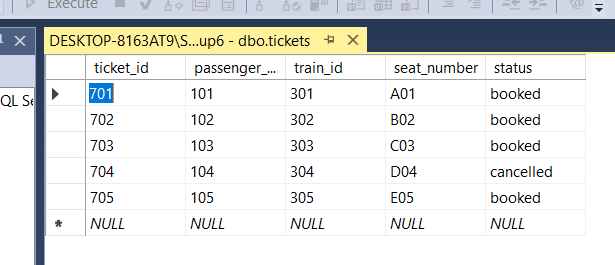 Execute
DESKTOP-8163AT9\S...up6 - dbo.tickets
ticket_id passenger_... train_id seat_number status
701 101 301 A01 booked
QL Se
702 102 302 B02 booked
703 103 303 C03 booked
704 104 304 D04 cancelled
705 105 305 E05 booked
NULL NULL NULL NULL NULL